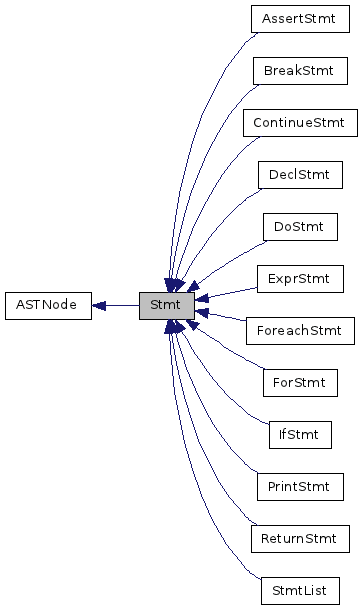 AssertStmt
BreakStmt
ContinueStmt
DeclStmt
DoStmt
ExprStmt
ASTNode
Stmt
ForeachStmt
ForStmt
IfStmt
PrintStmt
ReturnStmt
StmtList